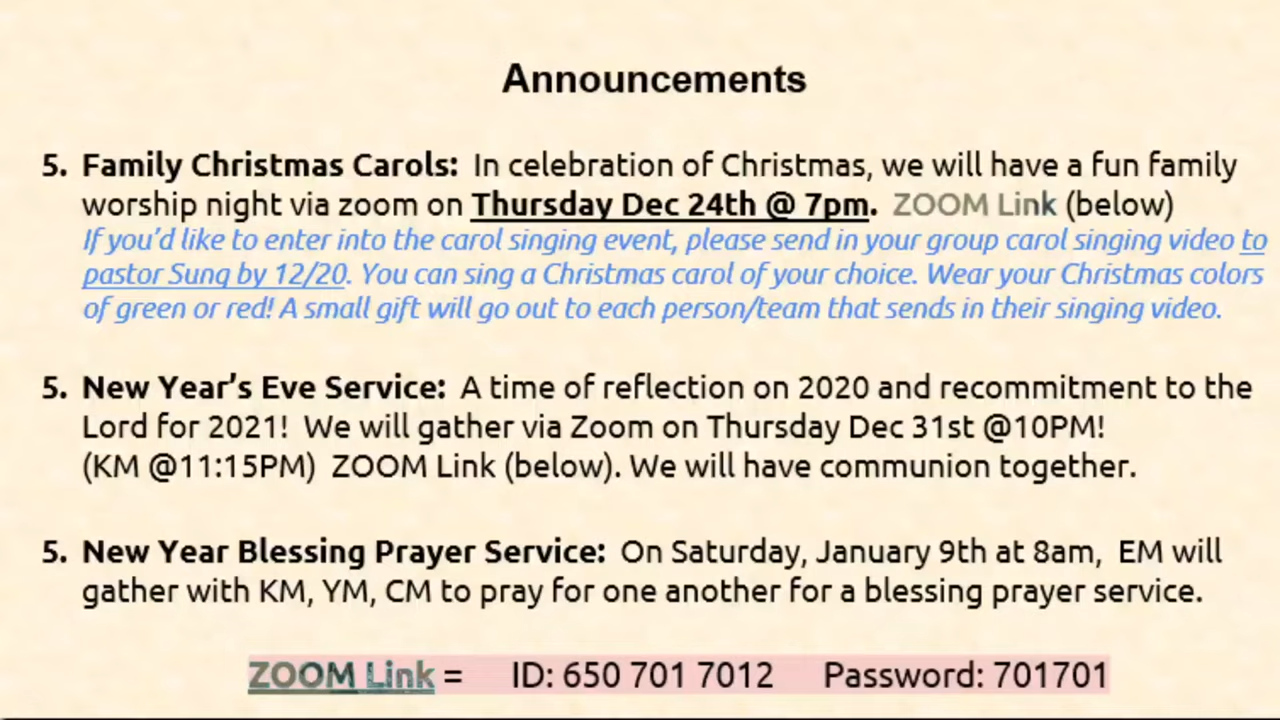 Announcements
5. Family Christmas Carols: In celebration of Christmas, we will have a fun family
worship night via zoom on Thursday Dec 24th @ 7pm. ZOOM Link (below)
If you'd like to enter into the carol singing event, please send in your group carol singing video to
pastor Sung by 12/20. You can sing a Christmas carol of your choice. Wear your Christmas colors
of green or red! A small gift will go out to each person/team that sends in their singing video.
5. New Year's Eve Service: A time of reflection on 2020 and recommitment to the
Lord for 2021! We will gather via Zoom on Thursday Dec 31st @10PM!
(KM @11:15PM) ZOOM Link (below). We will have communion together.
5. New Year Blessing Prayer Service: On Saturday, January 9th at 8am, EM will
gather with KM, YM, CM to pray for one another for a blessing prayer service.
ZOOM Link = ID: 650 701 7012 Password: 701701